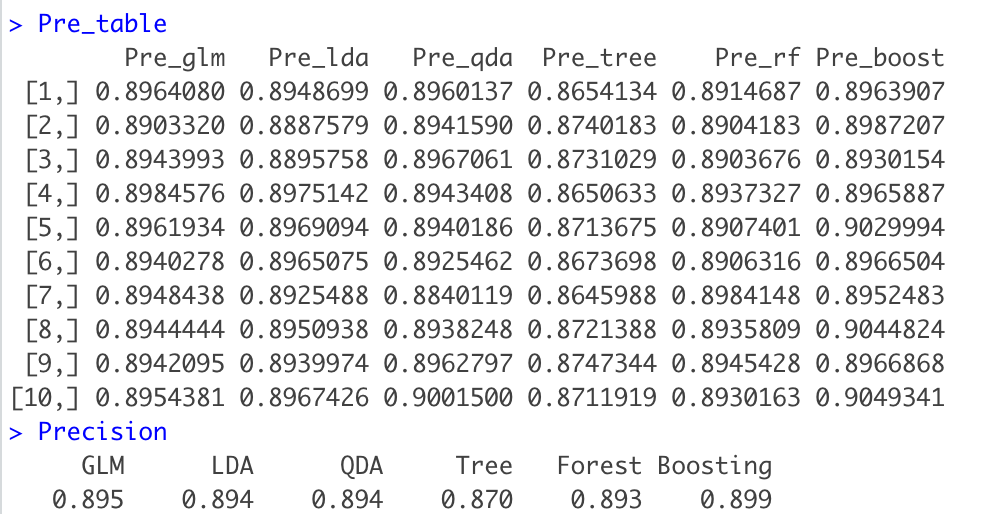 > Pre_table
Pre_glm Pre_lda Pre_qda Pre_tree Pre_rf Pre_boost
[1,] 0.8964080 0.8948699 0.8960137 0.8654134 0.8914687 0.8963907
[2,] 0.8903320 0.8887579 0.8941590 0.8740183 0.8904183 0.8987207
[3,] 0.8943993 0.8895758 0.8967061 0.8731029 0.8903676 0.8930154
[4,] 0.8984576 0.8975142 0.8943408 0.8650633 0.8937327 0.8965887
[5,] 0.8961934 0.8969094 0.8940186 0.8713675 0.8907401 0.9029994
[6,] 0.8940278 0.8965075 0.8925462 0.8673698 0.8906316 0.8966504
[7,] 0.8948438 0.8925488 0.8840119 0.8645988 0.8984148 0.8952483
[8,] 0.8944444 0.8950938 0.8938248 0.8721388 0.8935809 0.9044824
[9,] 0.8942095 0.8939974 0.8962797 0.8747344 0.8945428 0.8966868
[10,] 0.8954381 0.8967426 0.9001500 0.8711919 0.8930163 0.9049341
> Precision
GLM LDA QDA Tree Forest Boosting
0.895 0.894 0.894 0.870 0.893 0.899